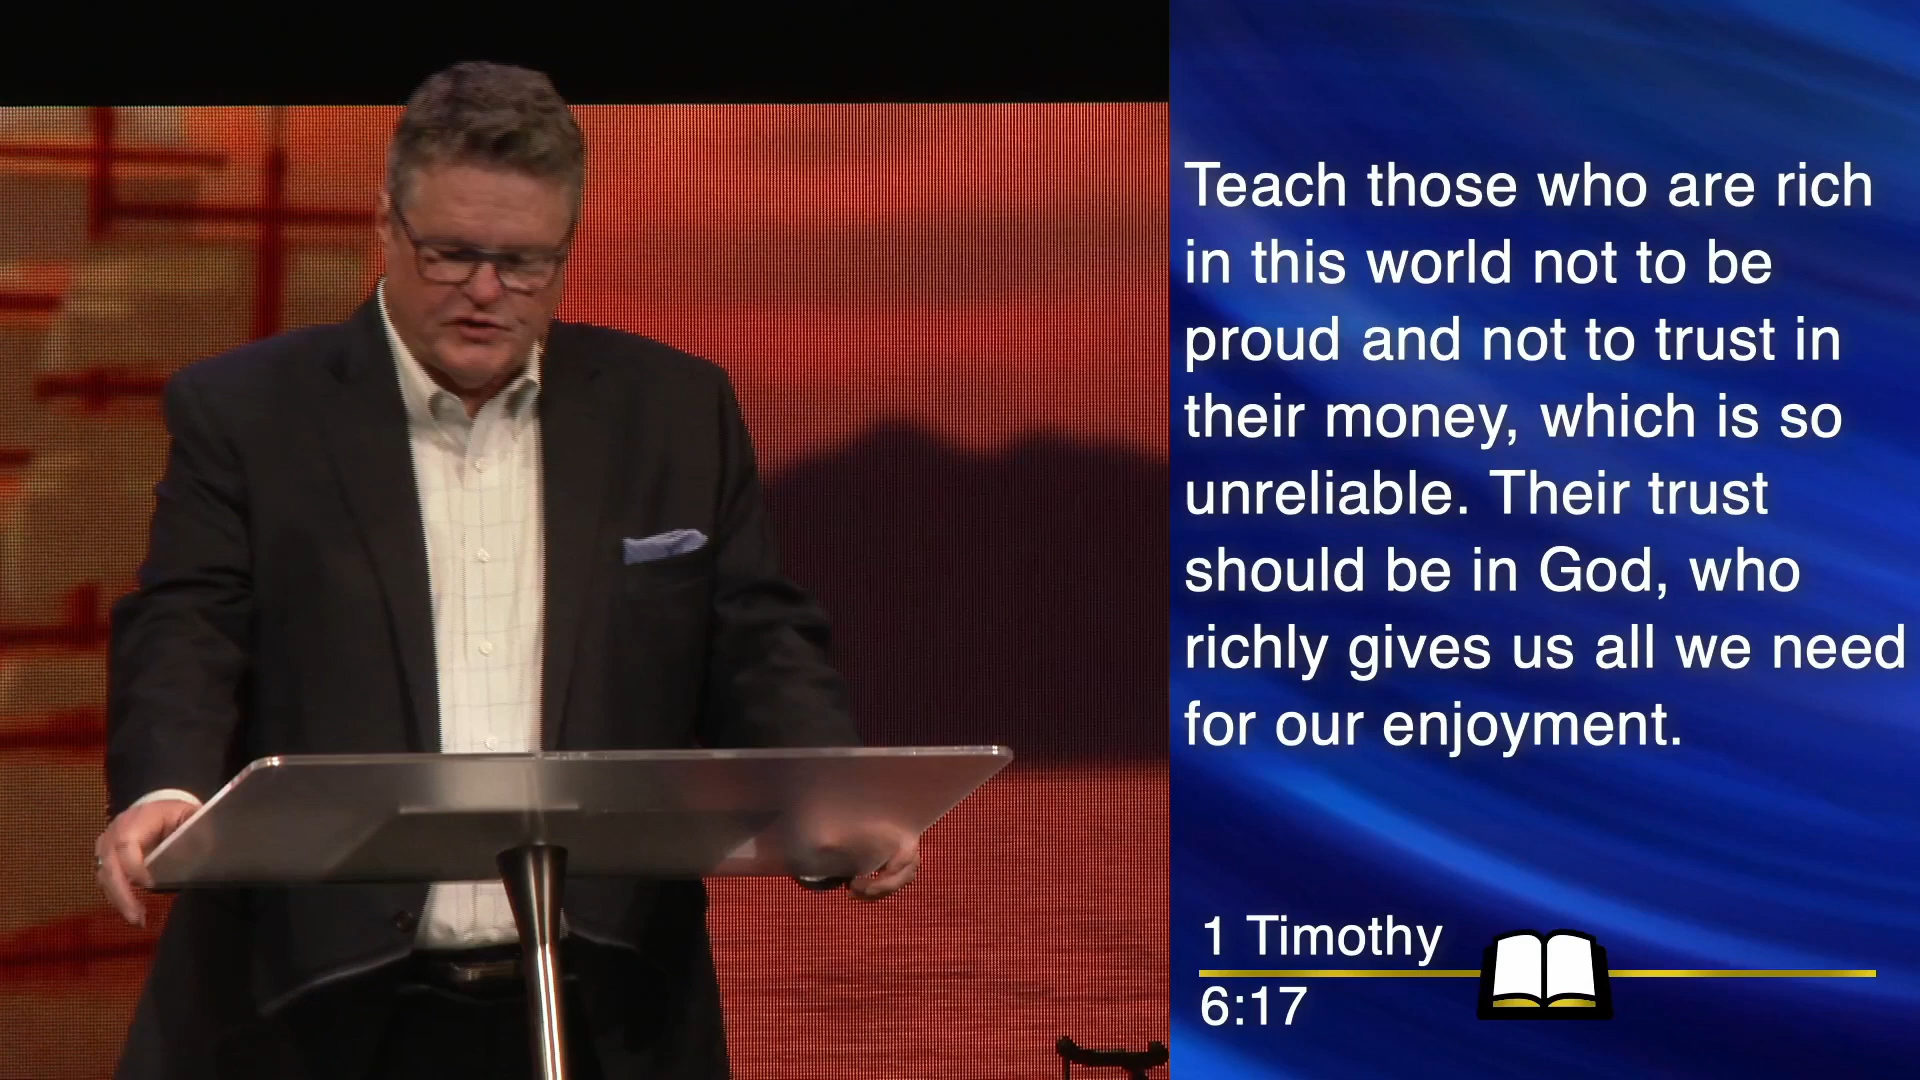 Teach those who are rich
in this world not to be
proud and not to trust in
their money, which is so
unreliable. Their trust
should be in God, who
richly gives us all we need
for our enjoyment.
1 Timothy
6:17